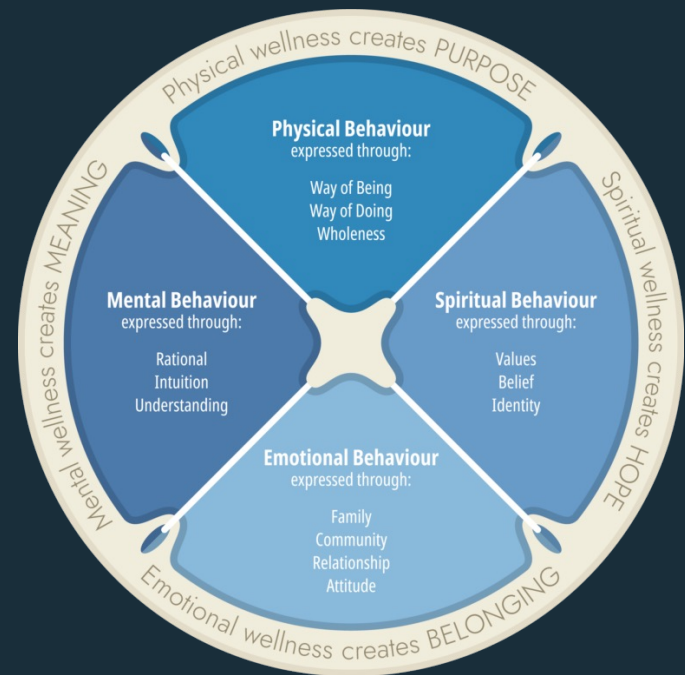 Physical wellness creates PURPOSE
Physical Behaviour
expressed through:
Way of Being
Way of Doing
Wholeness
Mental wellness creates MEANING
Mental Behaviour
expressed through:
Rational
Intuition
Understanding
Spiritual Behaviour
expressed through:
Values
Belief
Identity
Spiritual wellness creates HOPE
Emotional Behaviour
expressed through:
Family
Community
Relationship
Attitude
Emotional wellness creates BELONGING